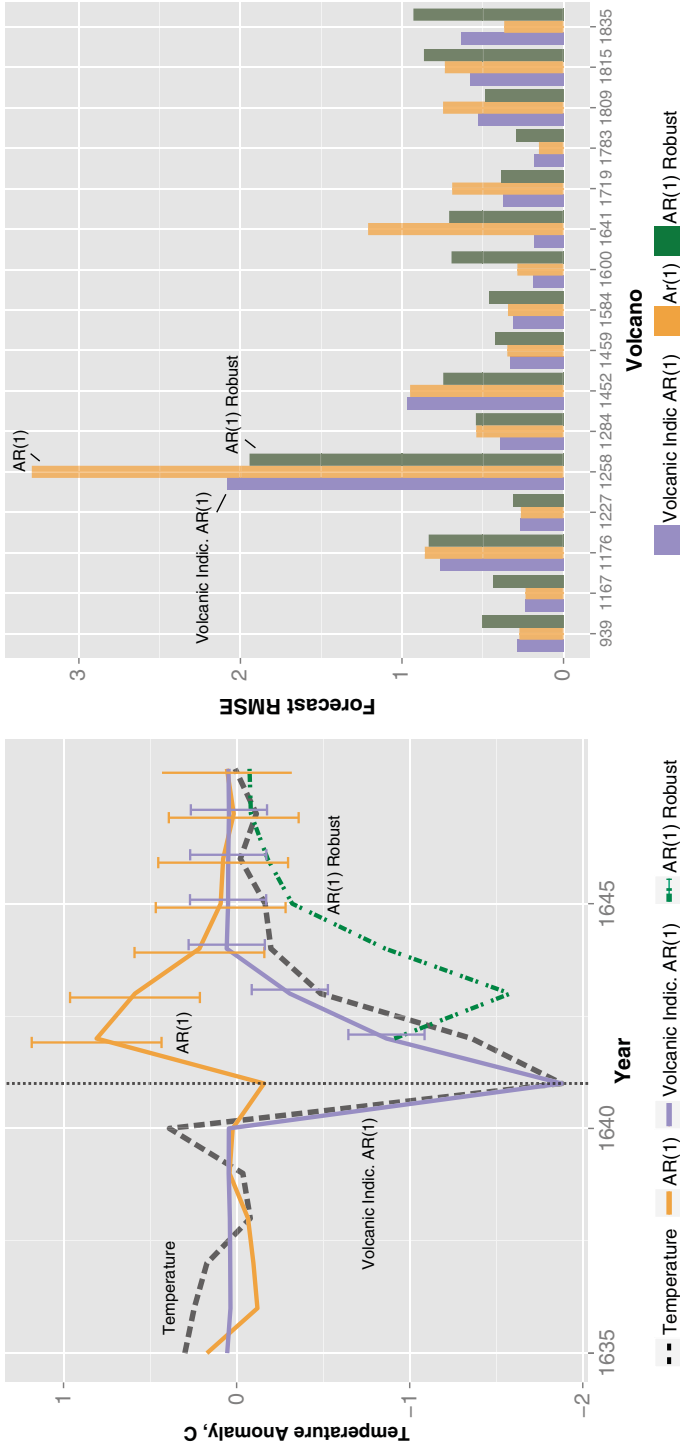 Temperature Anomaly, C
1
0
-1
-2
Temperature
AR(1)
Volcanic Indic. AR(1)
AR(1) Robust
1635
1640
1645
Year
Temperature
AR(1)
Volcanic Indic. AR(1)
AR(1) Robust
Forecast RMSE
3
2
1
0
AR(1)
Volcanic Indic. AR(1)
AR(1) Robust
939 1167 1176 1227 1258 1284 1452 1459 1584 1600 1641 1719 1783 1809 1815 1835
Volcano
Volcanic Indic AR(1)
Ar(1)
AR(1) Robust